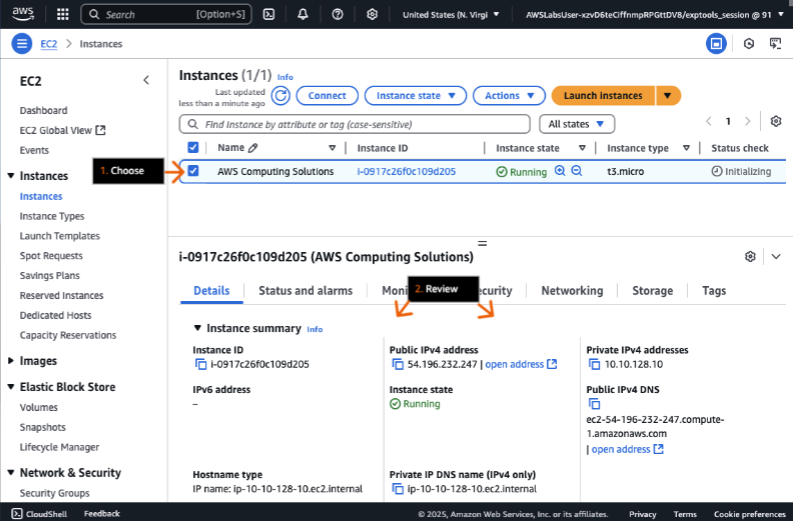 aws
Search [Option+S]
United States (N. Virgi
AWSLabsUser-xzvD6teCiffnmpRPGttDV8/exptools_session @ 91
EC2 > Instances
EC2
Dashboard
EC2 Global View
Events
Instances
Instances
Instance Types
Launch Templates
Spot Requests
Savings Plans
Reserved Instances
Dedicated Hosts
Capacity Reservations
Images
Elastic Block Store
Volumes
Snapshots
Lifecycle Manager
Network & Security
Security Groups
1. Choose
Instances (1/1) Info
Last updated
less than a minute ago
Connect
Instance state
Actions
Launch instances
Find Instance by attribute or tag (case-sensitive)
All states
1
Name Instance ID Instance state Instance type Status check
AWS Computing Solutions i-0917c26f0c109d205 Running t3.micro Initializing
i-0917c26f0c109d205 (AWS Computing Solutions)
Details Status and alarms Moni 2. Review ecurity Networking Storage Tags
Instance summary Info
Instance ID
i-0917c26f0c109d205
IPv6 address
–
Hostname type
IP name: ip-10-10-128-10.ec2.internal
Public IPv4 address
54.196.232.247 | open address
Instance state
Running
Private IP DNS name (IPv4 only)
ip-10-10-128-10.ec2.internal
Private IPv4 addresses
10.10.128.10
Public IPv4 DNS
ec2-54-196-232-247.compute-
1.amazonaws.com
| open address
CloudShell Feedback © 2025, Amazon Web Services, Inc. or its affiliates. Privacy Terms Cookie preferences